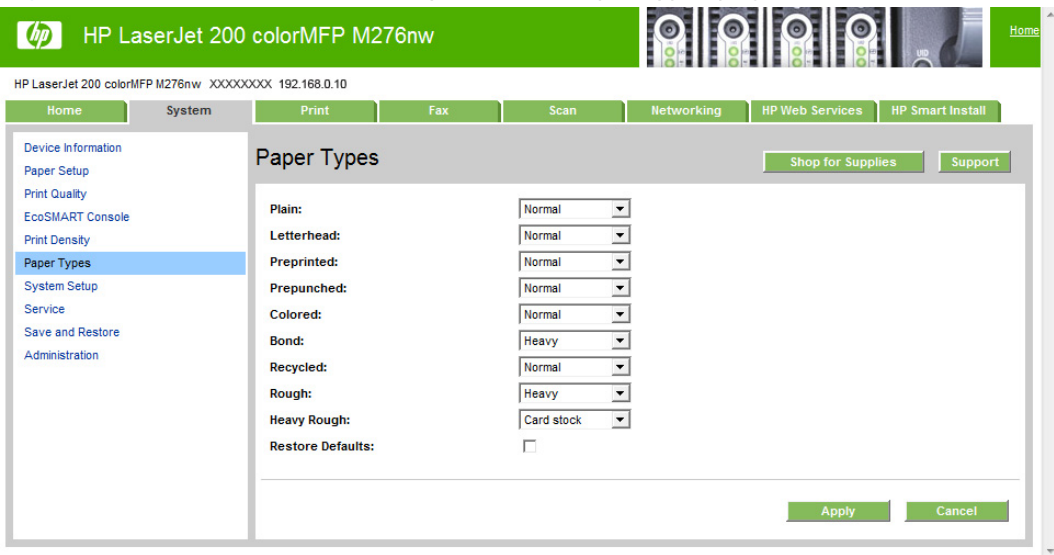 hp HP LaserJet 200 colorMFP M276nw
UID
Home
HP LaserJet 200 colorMFP M276nw XXXXXXXX 192.168.0.10
Home System Print Fax Scan Networking HP Web Services HP Smart Install
Device Information
Paper Setup
Print Quality
EcoSMART Console
Print Density
Paper Types
System Setup
Service
Save and Restore
Administration
Paper Types
Shop for Supplies Support
Plain: Normal
Letterhead: Normal
Preprinted: Normal
Prepunched: Normal
Colored: Normal
Bond: Heavy
Recycled: Normal
Rough: Heavy
Heavy Rough: Card stock
Restore Defaults:
Apply Cancel